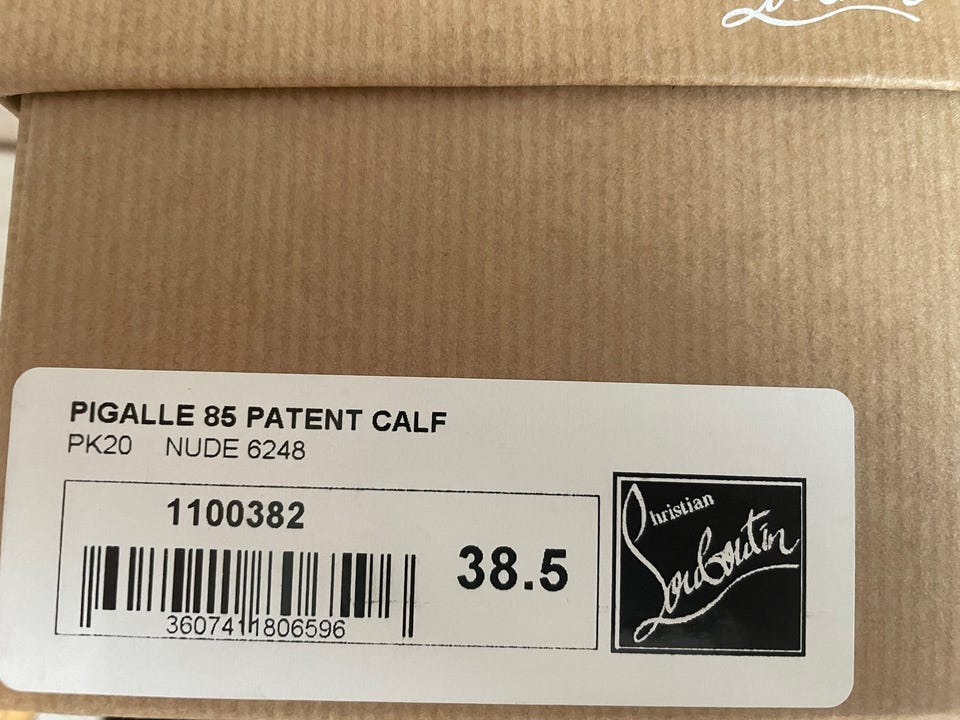 PIGALLE 85 PATENT CALF
PK20 NUDE 6248
1100382
38.5
3607411806596
Christian
Louboutin